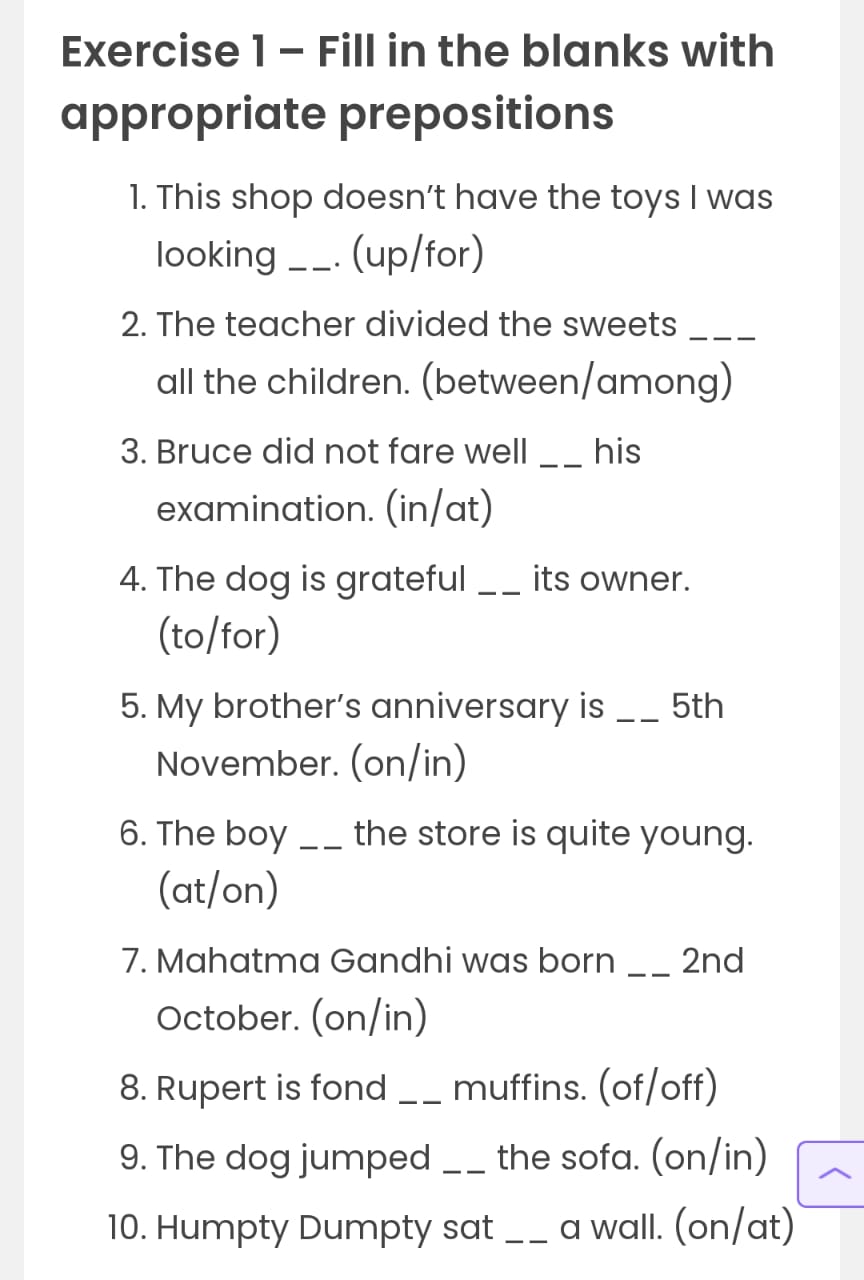 Exercise 1 – Fill in the blanks with
appropriate prepositions
1. This shop doesn’t have the toys I was
looking __. (up/for)
2. The teacher divided the sweets ___
all the children. (between/among)
3. Bruce did not fare well __ his
examination. (in/at)
4. The dog is grateful __ its owner.
(to/for)
5. My brother’s anniversary is __ 5th
November. (on/in)
6. The boy __ the store is quite young.
(at/on)
7. Mahatma Gandhi was born __ 2nd
October. (on/in)
8. Rupert is fond __ muffins. (of/off)
9. The dog jumped __ the sofa. (on/in)
10. Humpty Dumpty sat __ a wall. (on/at)